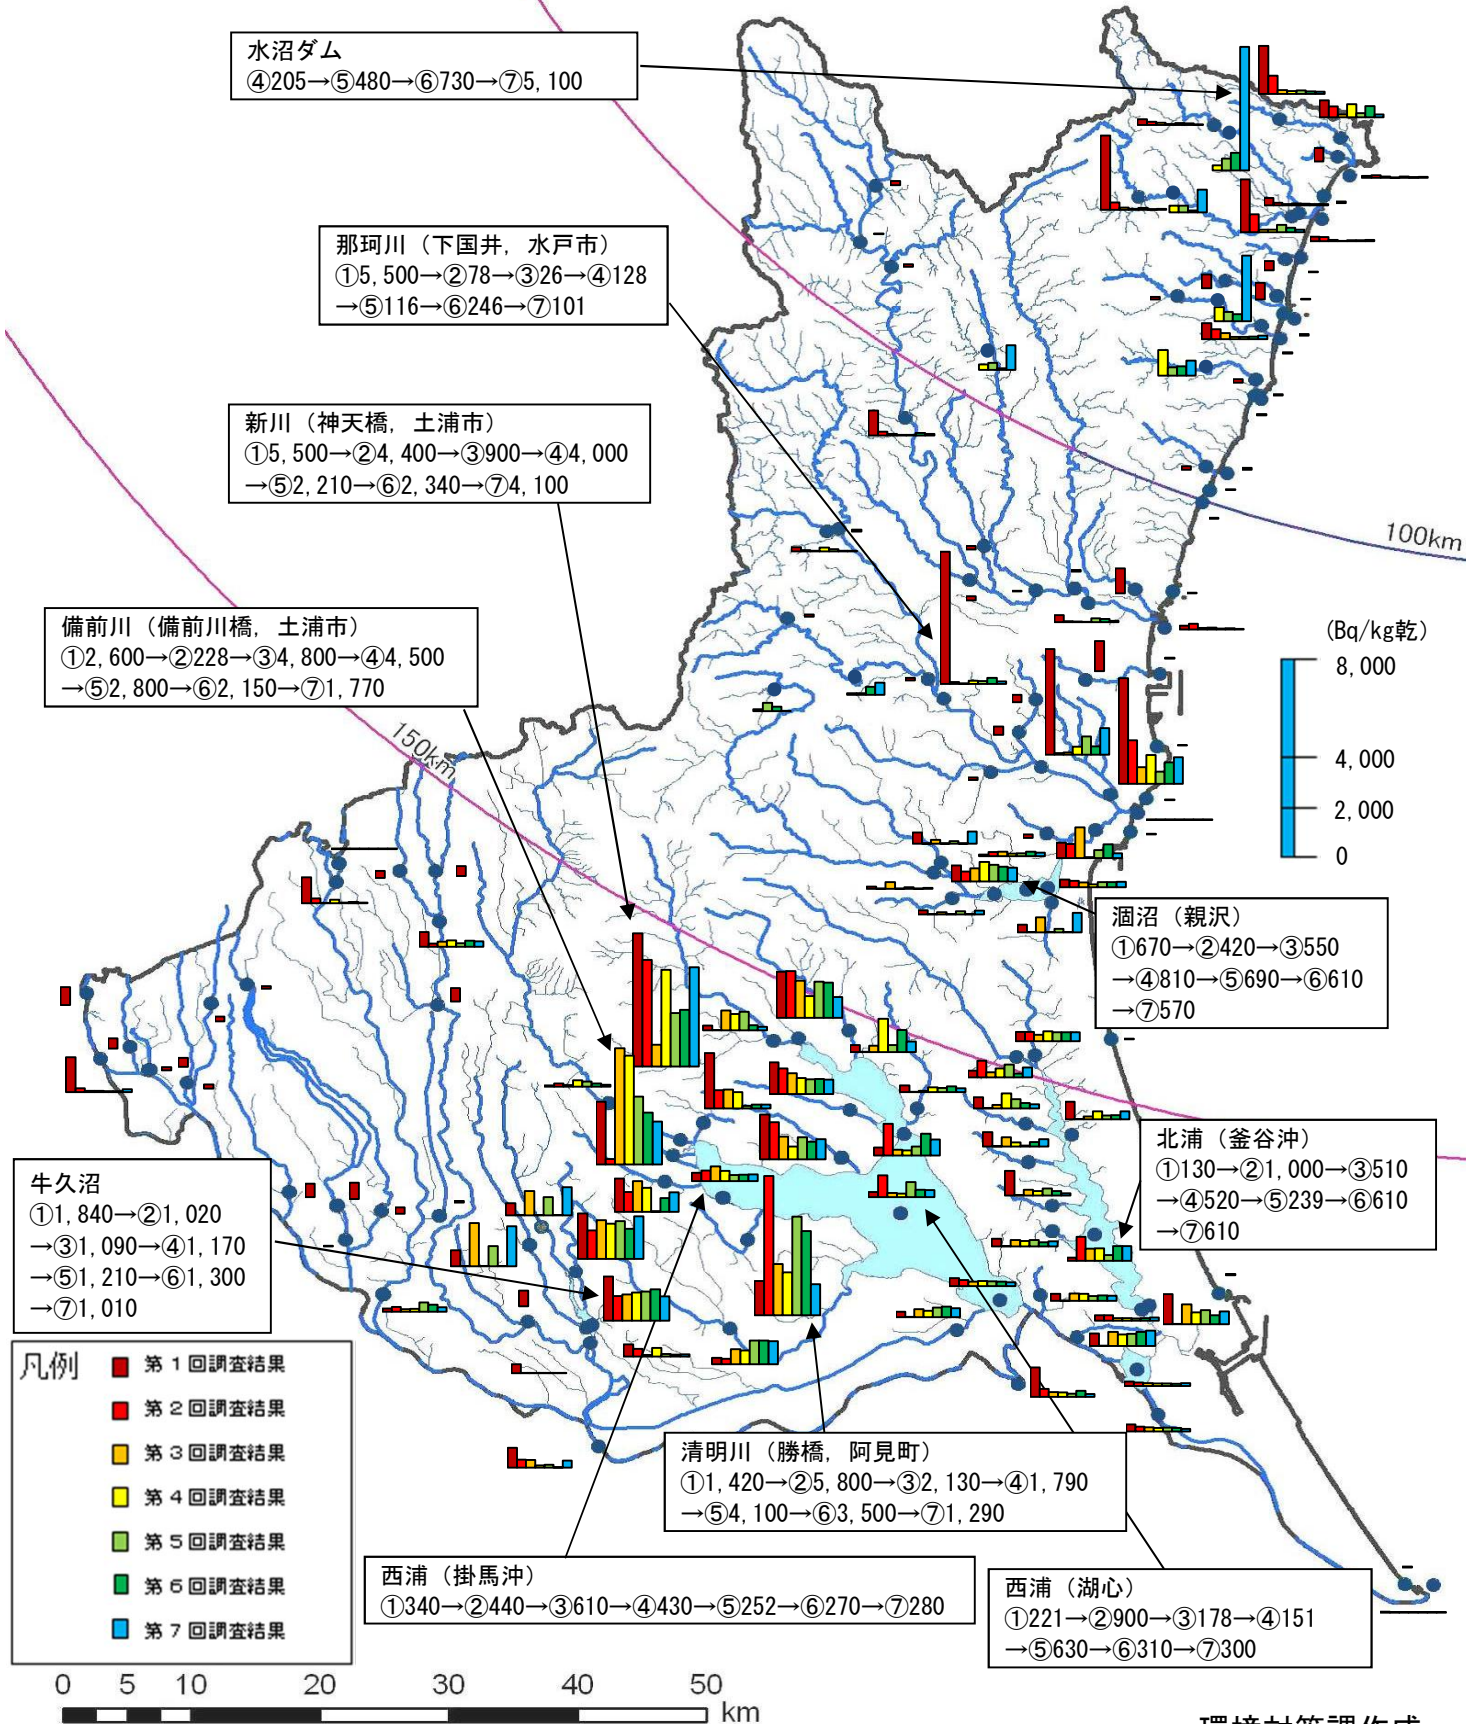 水沼ダム
④205→⑤480→⑥730→⑦5,100
那珂川（下国井，水戸市）
①5,500→②78→③26→④128
→⑤116→⑥246→⑦101
新川（神天橋，土浦市）
①5,500→②4,400→③900→④4,000
→⑤2,210→⑥2,340→⑦4,100
100km
備前川（備前川橋，土浦市）
①2,600→②228→③4,800→④4,500
→⑤2,800→⑥2,150→⑦1,770
(Bq/kg乾)
8,000
4,000
2,000
0
150km
涸沼（親沢）
①670→②420→③550
→④810→⑤690→⑥610
→⑦570
北浦（釜谷沖）
①130→②1,000→③510
→④520→⑤239→⑥610
→⑦610
牛久沼
①1,840→②1,020
→③1,090→④1,170
→⑤1,210→⑥1,300
→⑦1,010
凡例
第1回調査結果
第2回調査結果
第3回調査結果
第4回調査結果
第5回調査結果
第6回調査結果
第7回調査結果
清明川（勝橋，阿見町）
①1,420→②5,800→③2,130→④1,790
→⑤4,100→⑥3,500→⑦1,290
西浦（掛馬沖）
①340→②440→③610→④430→⑤252→⑥270→⑦280
西浦（湖心）
①221→②900→③178→④151
→⑤630→⑥310→⑦300
0 5 10 20 30 40 50
km
環境対策課作成